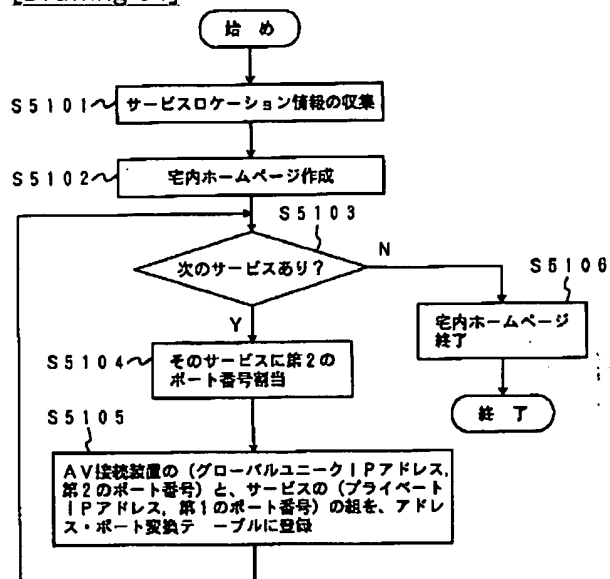 [Drawing 51]
始 め
S5101 サービスロケーション情報の収集
S5102 宅内ホームページ作成
S5103
次のサービスあり?
N
S5106
Y
宅内ホームページ
終了
S5104 そのサービスに第2の
ポート番号割当
終 了
S5105
AV接続装置の(グローバルユニークIPアドレス,
第2のポート番号)と、サービスの(プライベート
IPアドレス, 第1のポート番号)の組を、アドレ
ス・ポート変換テーブルに登録